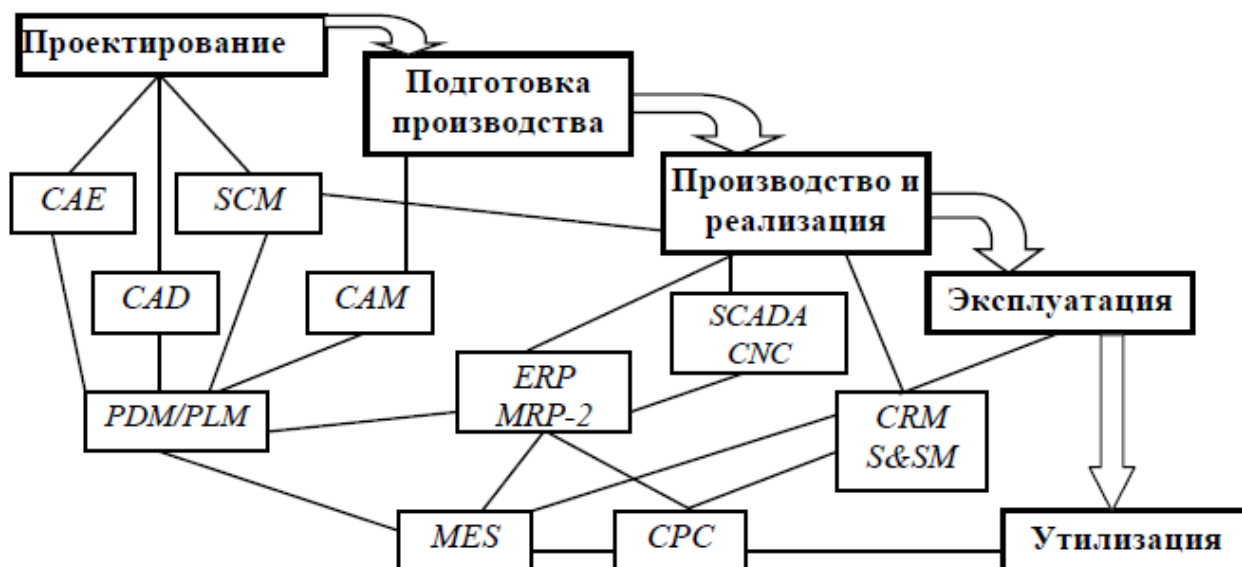 Проектирование
Подготовка
производства
Производство и
реализация
CAE
SCM
CAD
CAM
SCADA
CNC
Эксплуатация
ERP
MRP-2
PDM/PLM
CRM
S&SM
MES
CPC
Утилизация